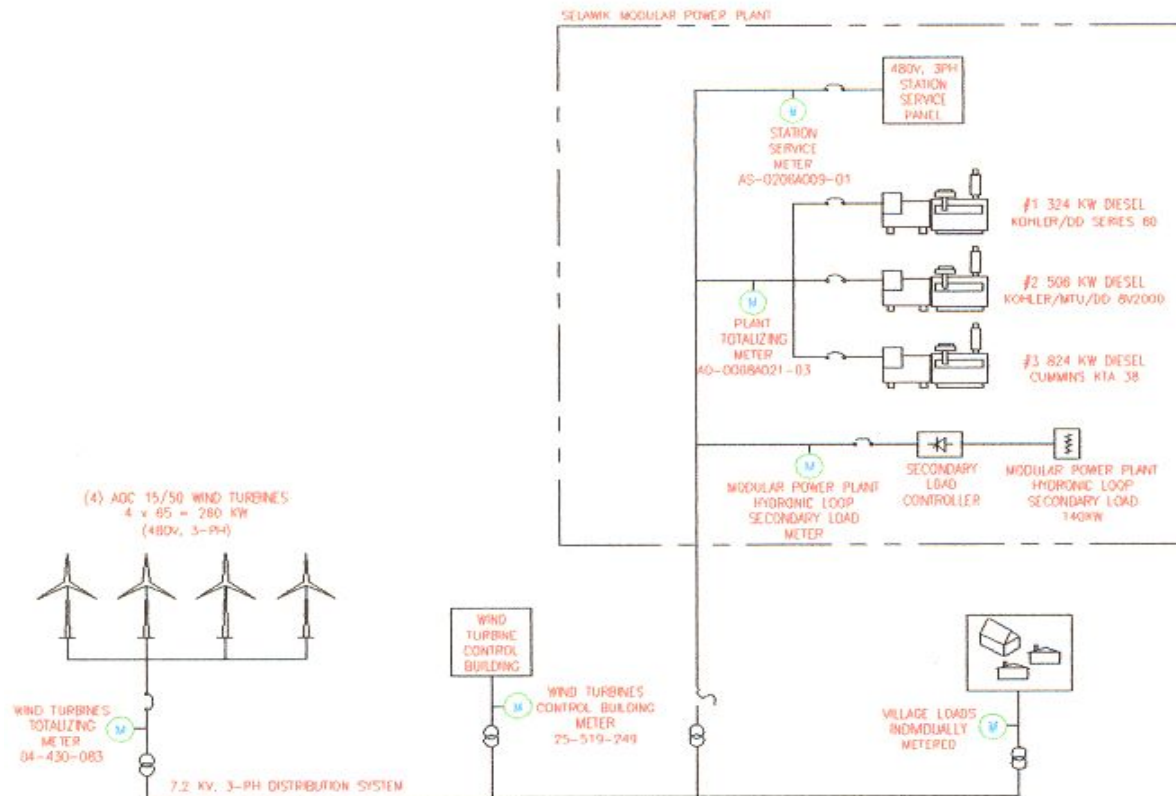 SELAWIK MODULAR POWER PLANT
480V, 3PH
STATION
SERVICE
PANEL
M
STATION
SERVICE
METER
AS-0206A009-01
#1 324 KW DIESEL
KOHLER/DD SERIES 60
#2 506 KW DIESEL
KOHLER/MTU/DD 8V2000
M
PLANT
TOTALIZING
METER
AO-0068A021-03
#3 824 KW DIESEL
CUMMINS KTA 38
M
MODULAR POWER PLANT
HYDRONIC LOOP
SECONDARY LOAD
METER
SECONDARY
LOAD
CONTROLLER
MODULAR POWER PLANT
HYDRONIC LOOP
SECONDARY LOAD
140KW
(4) AOC 15/50 WIND TURBINES
4 x 65 = 260 KW
(480V, 3-PH)
WIND
TURBINE
CONTROL
BUILDING
WIND TURBINES
TOTALIZING
METER
04-430-063
M
M
WIND TURBINES
CONTROL BUILDING
METER
25-519-249
VILLAGE LOADS
INDIVIDUALLY
METERED
M
7.2 KV, 3-PH DISTRIBUTION SYSTEM